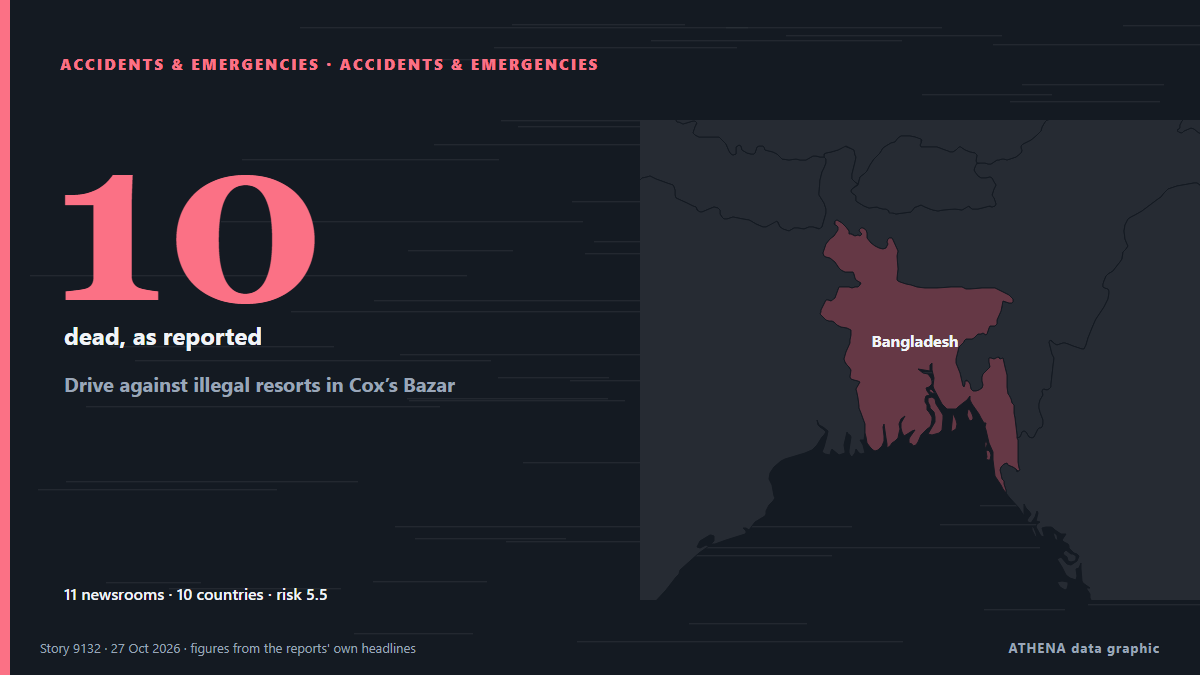 ACCIDENTS & EMERGENCIES · ACCIDENTS & EMERGENCIES
10
dead, as reported
Drive against illegal resorts in Cox’s Bazar
Bangladesh
11 newsrooms · 10 countries · risk 5.5
Story 9132 · 27 Oct 2026 · figures from the reports' own headlines
ATHENA data graphic